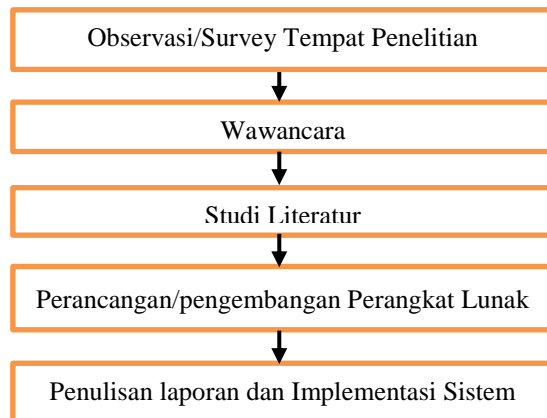 Observasi/Survey Tempat Penelitian
Wawancara
Studi Literatur
Perancangan/pengembangan Perangkat Lunak
Penulisan laporan dan Implementasi Sistem